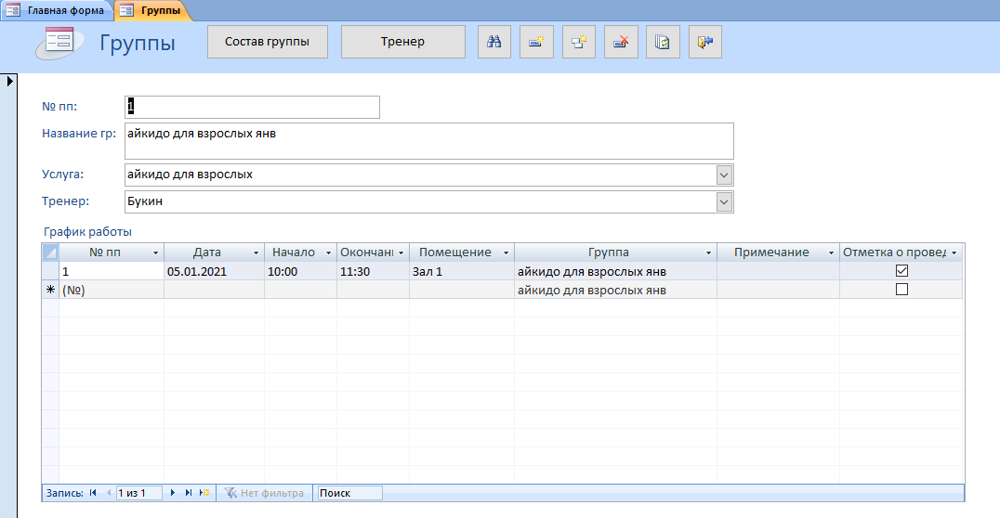 Главная форма Группы
Группы Состав группы Тренер
№ пп: 1
Название гр: айкидо для взрослых янв
Услуга: айкидо для взрослых
Тренер: Букин
График работы
№ пп Дата Начало Окончани Помещение Группа Примечание Отметка о провед
1 05.01.2021 10:00 11:30 Зал 1 айкидо для взрослых янв
(№) айкидо для взрослых янв
Запись: 1 из 1 Нет фильтра Поиск